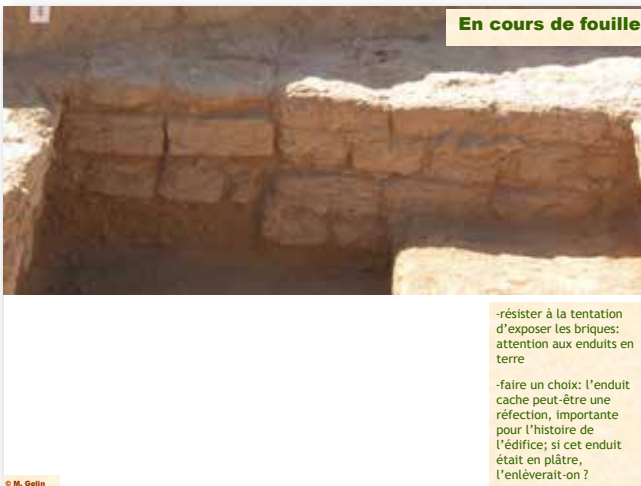 En cours de fouille
-résister à la tentation
d'exposer les briques:
attention aux enduits en
terre
-faire un choix: l'enduit
cache peut-être une
réfection, importante
pour l'histoire de
l'édifice; si cet enduit
était en plâtre,
l'enlèverait-on ?
© M. Gelin